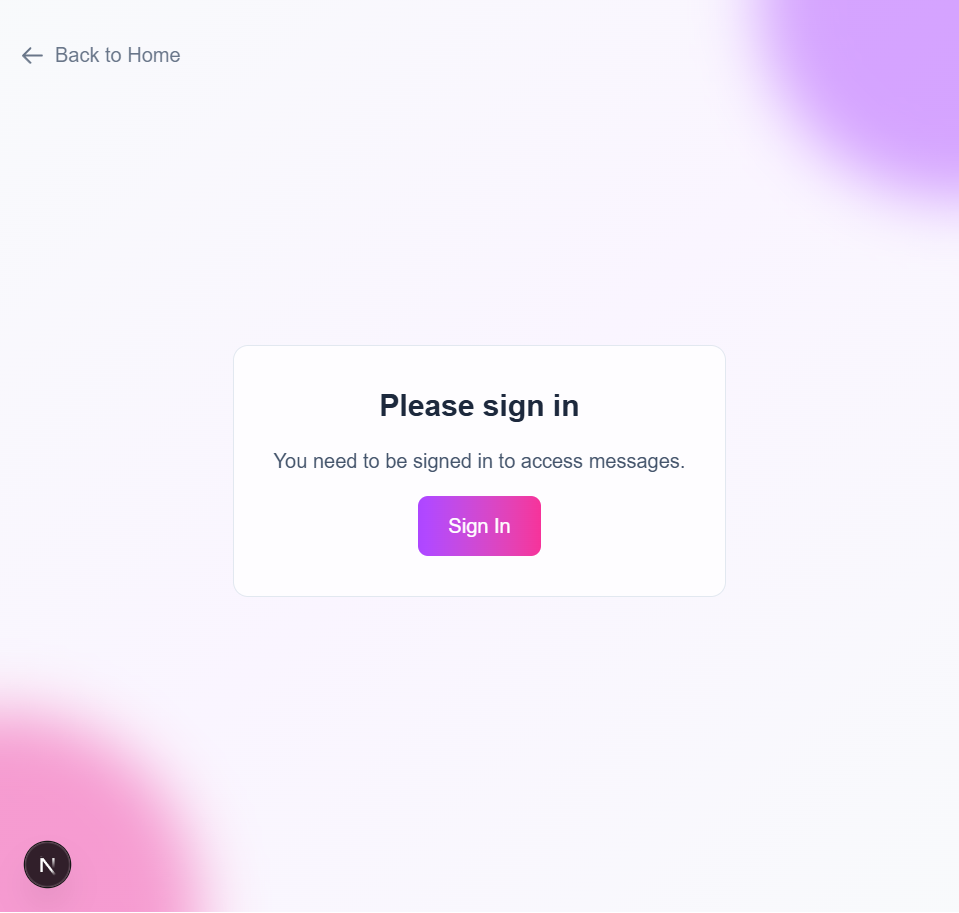 Back to Home
Please sign in
You need to be signed in to access messages.
Sign In
N